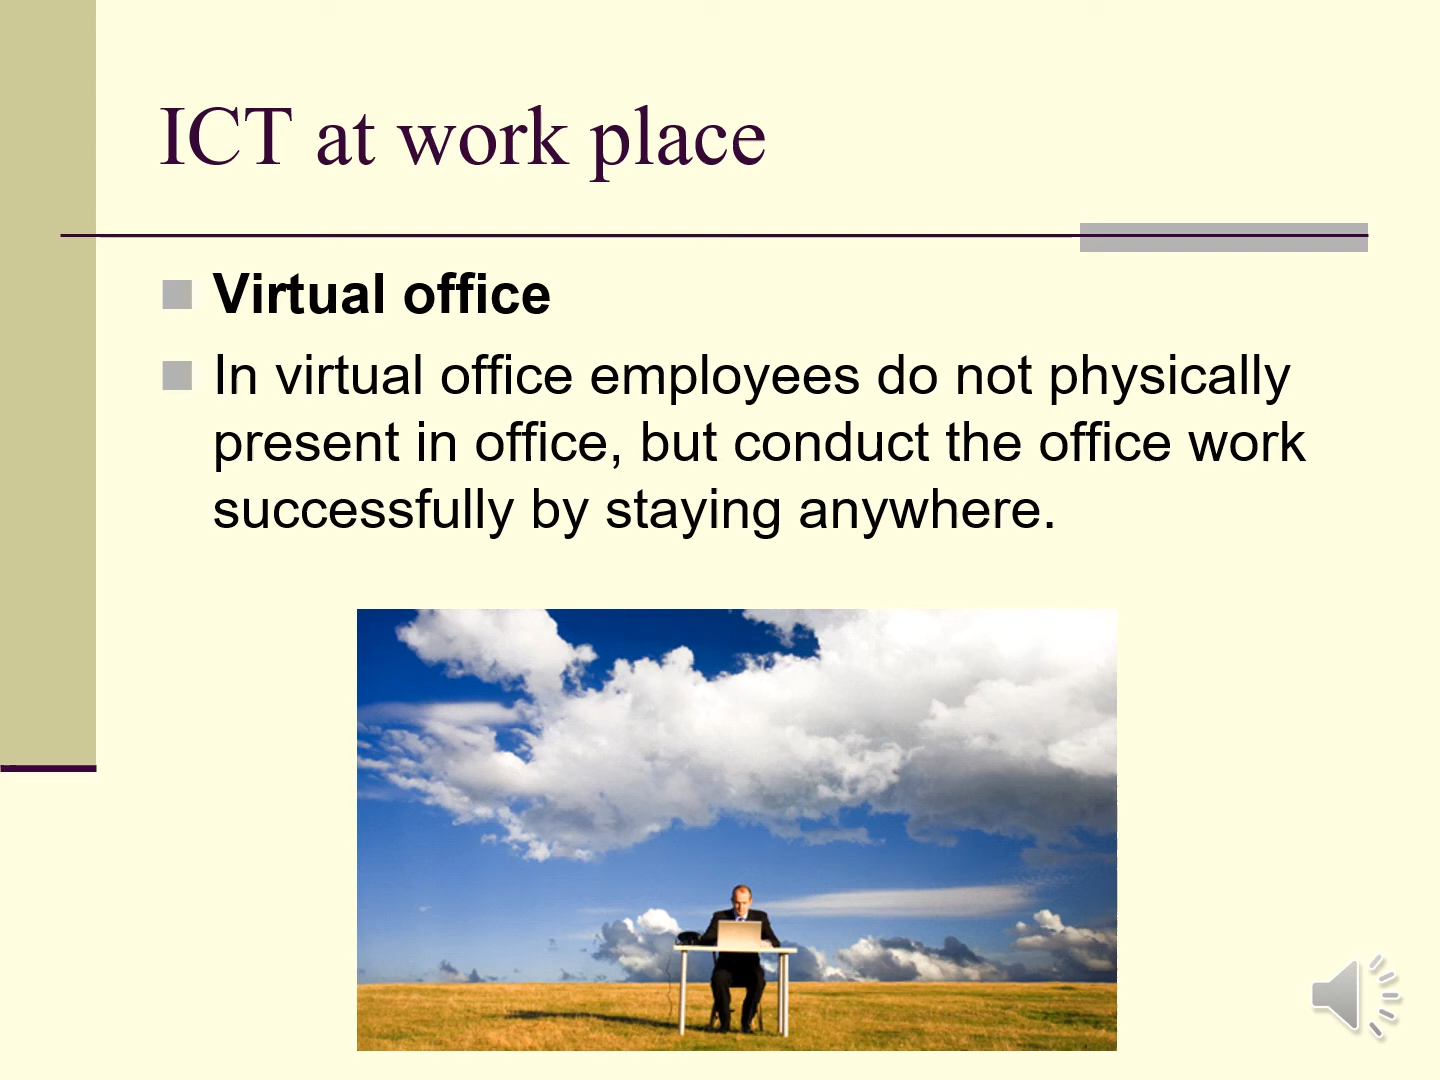 ICT at work place
Virtual office
In virtual office employees do not physically
present in office, but conduct the office work
successfully by staying anywhere.